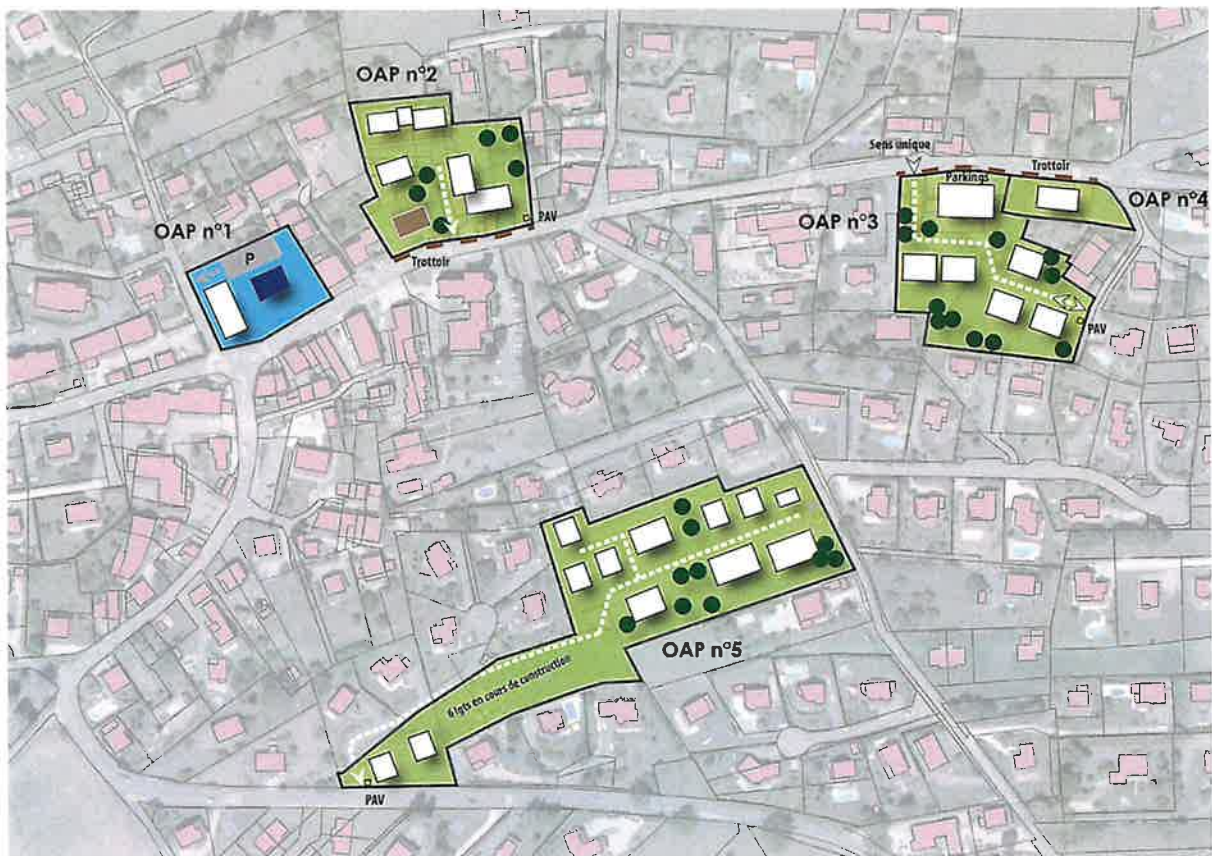 OAP n°2
Sens unique
Trottoir
Parkings
OAP n°4
OAP n°3
PAV
OAP n°1
P
Trottoir
PAV
OAP n°5
6 lgts en cours de construction
PAV